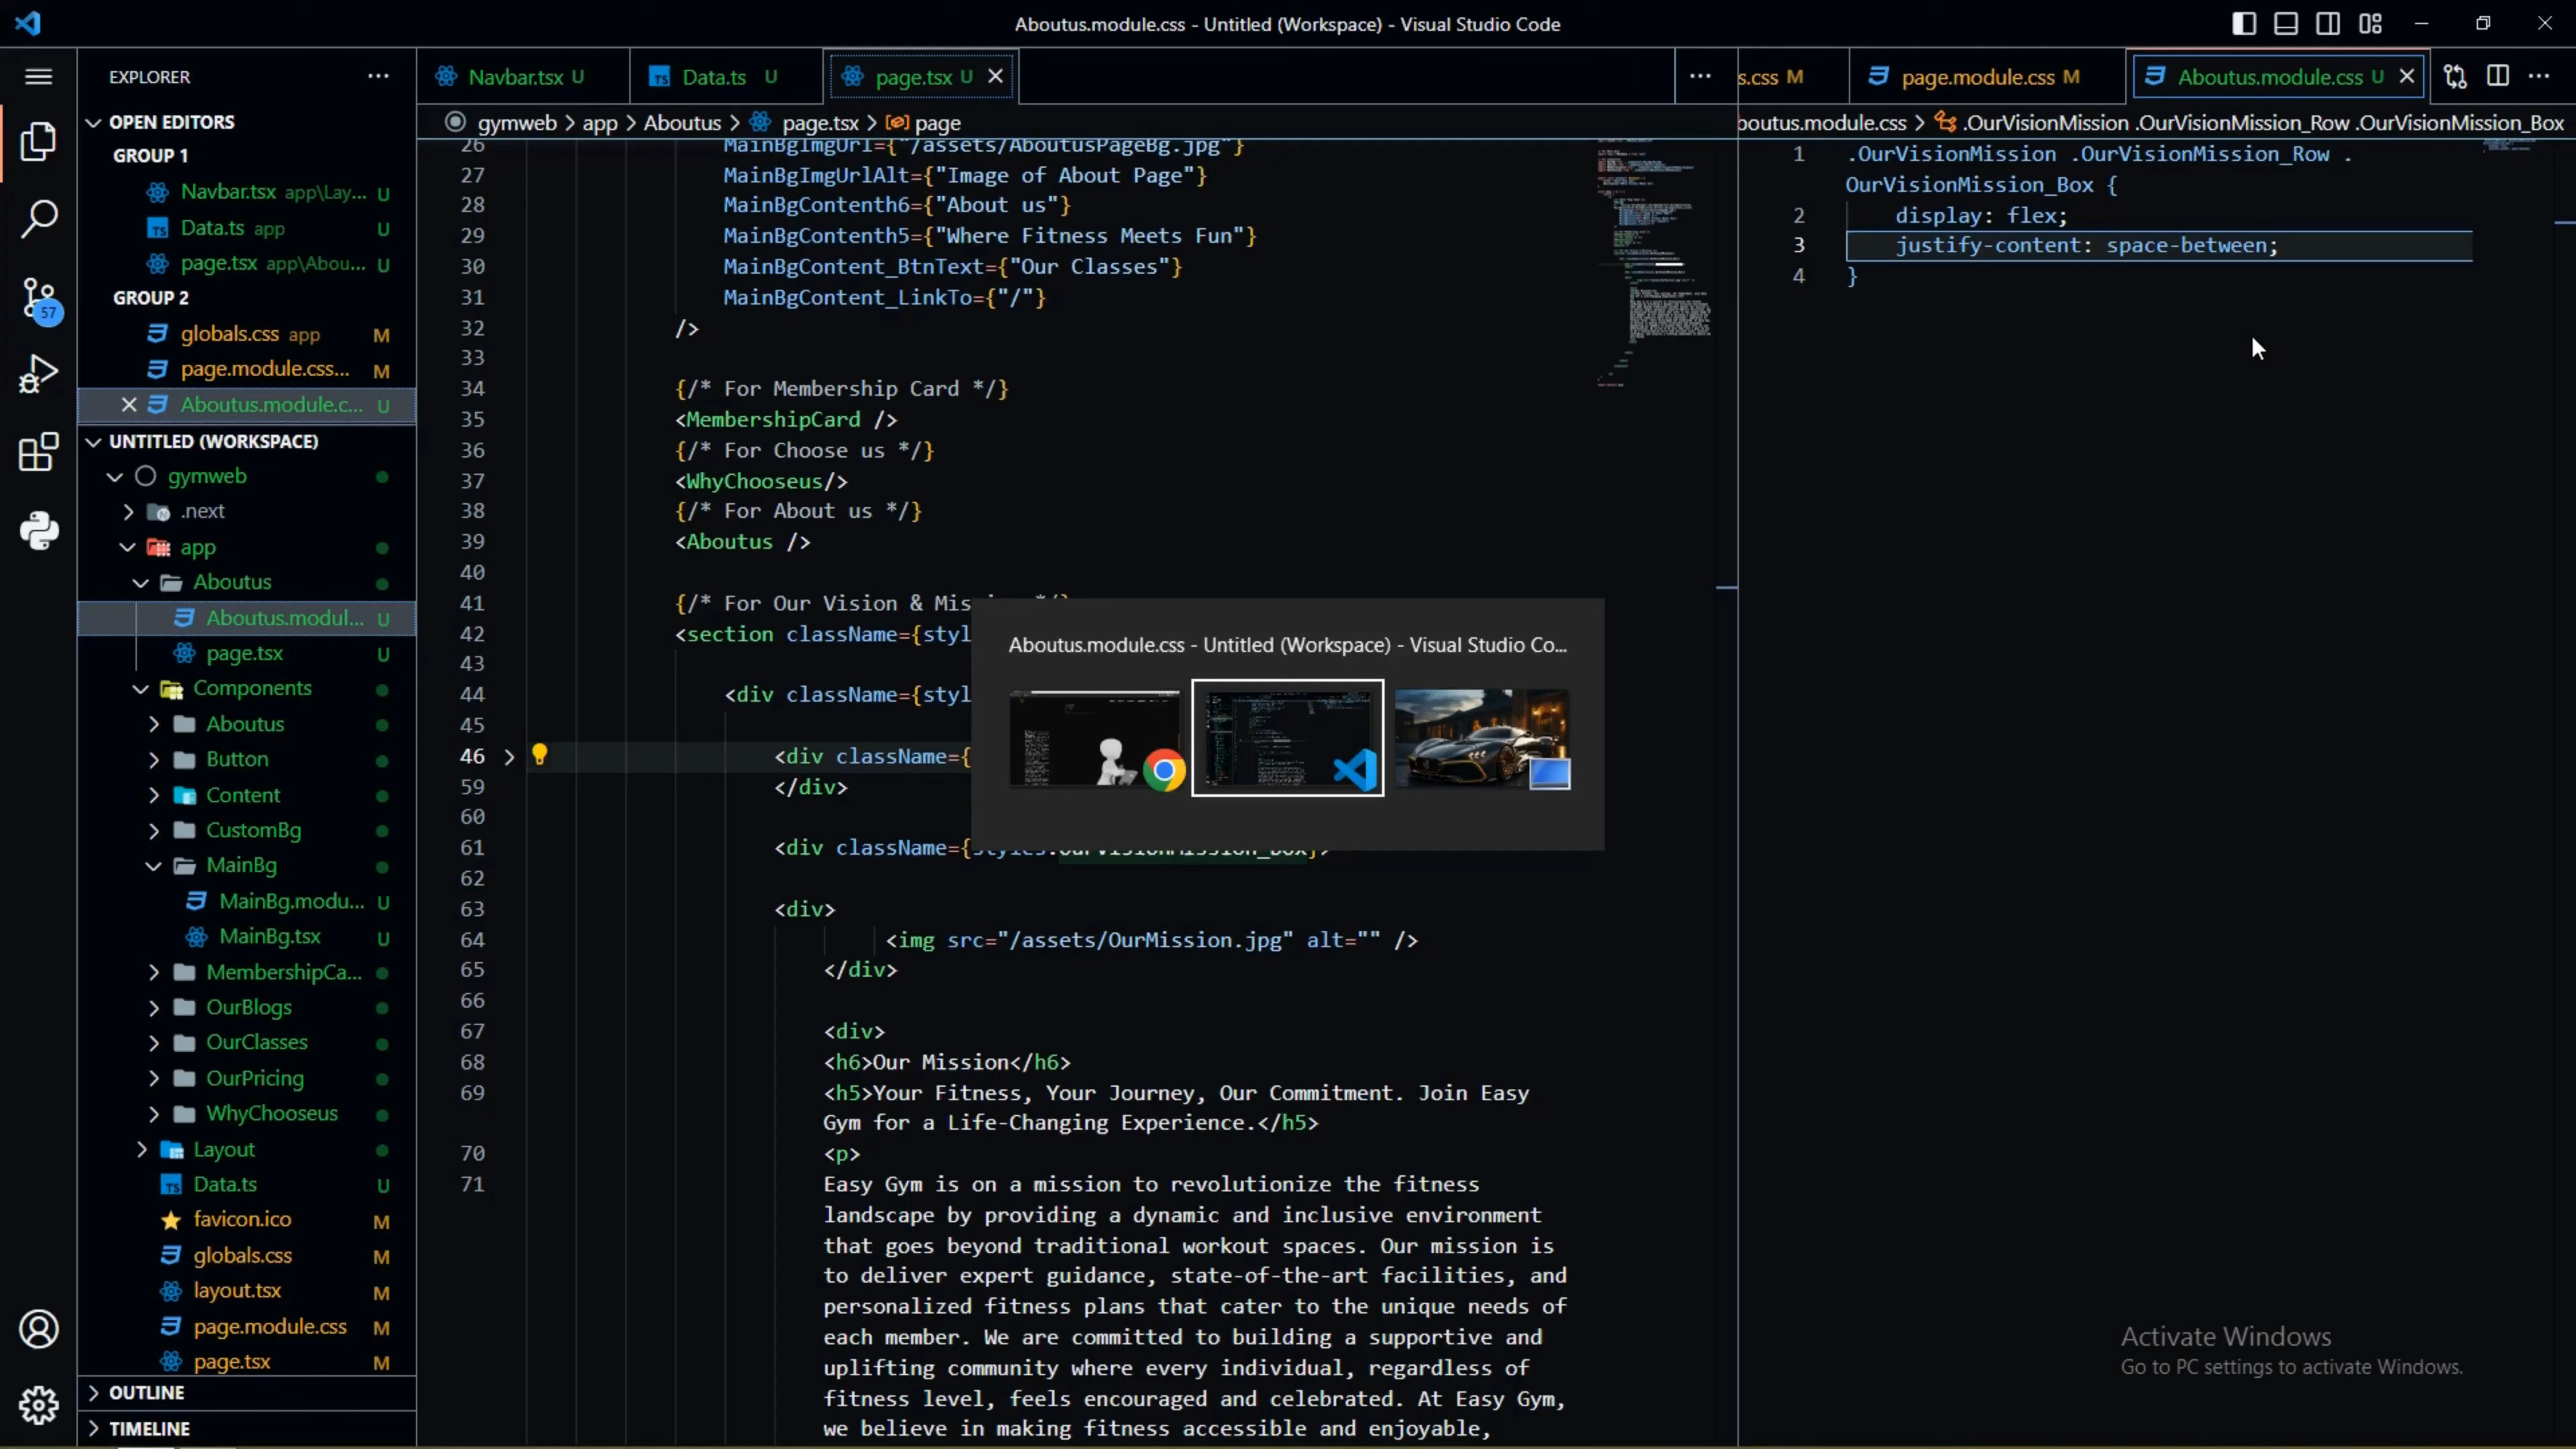 Aboutus.module.css - Untitled (Workspace) - Visual Studio Code
EXPLORER
OPEN EDITORS
GROUP 1
Navbar.tsx app\Lay... U
Data.ts app U
page.tsx app\Abou... U
GROUP 2
globals.css app M
page.module.css... M
Aboutus.module.c... U
UNTITLED (WORKSPACE)
gymweb
.next
app
Aboutus
Aboutus.modul... U
page.tsx U
Components
Aboutus
Button
Content
CustomBg
MainBg
MainBg.modu... U
MainBg.tsx U
MembershipCa...
OurBlogs
OurClasses
OurPricing
WhyChooseus
Layout
Data.ts U
favicon.ico M
globals.css M
layout.tsx M
page.module.css M
page.tsx M
OUTLINE
TIMELINE
57
Navbar.tsx U
Data.ts U
page.tsx U
gymweb > app > Aboutus > page.tsx > page
26 MainBgImgUrl={"/assets/AboutusPageBg.jpg"}
27 MainBgImgUrlAlt={"Image of About Page"}
28 MainBgContenth6={"About us"}
29 MainBgContenth5={"Where Fitness Meets Fun"}
30 MainBgContent_BtnText={"Our Classes"}
31 MainBgContent_LinkTo={"/"}
32 />
33
34 {/* For Membership Card */}
35 <MembershipCard />
36 {/* For Choose us */}
37 <WhyChooseus/>
38 {/* For About us */}
39 <Aboutus />
40
41 {/* For Our Vision & Mis
42 <section className={styl
43
44 <div className={styl
45
46 <div className={
59 </div>
60
61 <div className={styles.OurVisionMission_Box}>
62
63 <div>
64 <img src="/assets/OurMission.jpg" alt="" />
65 </div>
66
67 <div>
68 <h6>Our Mission</h6>
69 <h5>Your Fitness, Your Journey, Our Commitment. Join Easy
Gym for a Life-Changing Experience.</h5>
70 <p>
71 Easy Gym is on a mission to revolutionize the fitness
landscape by providing a dynamic and inclusive environment
that goes beyond traditional workout spaces. Our mission is
to deliver expert guidance, state-of-the-art facilities, and
personalized fitness plans that cater to the unique needs of
each member. We are committed to building a supportive and
uplifting community where every individual, regardless of
fitness level, feels encouraged and celebrated. At Easy Gym,
we believe in making fitness accessible and enjoyable,
Aboutus.module.css - Untitled (Workspace) - Visual Studio Co...
s.css M
page.module.css M
Aboutus.module.css U
boutus.module.css > .OurVisionMission .OurVisionMission_Row .OurVisionMission_Box
1 .OurVisionMission .OurVisionMission_Row .
OurVisionMission_Box {
2 display: flex;
3 justify-content: space-between;
4 }
Activate Windows
Go to PC settings to activate Windows.